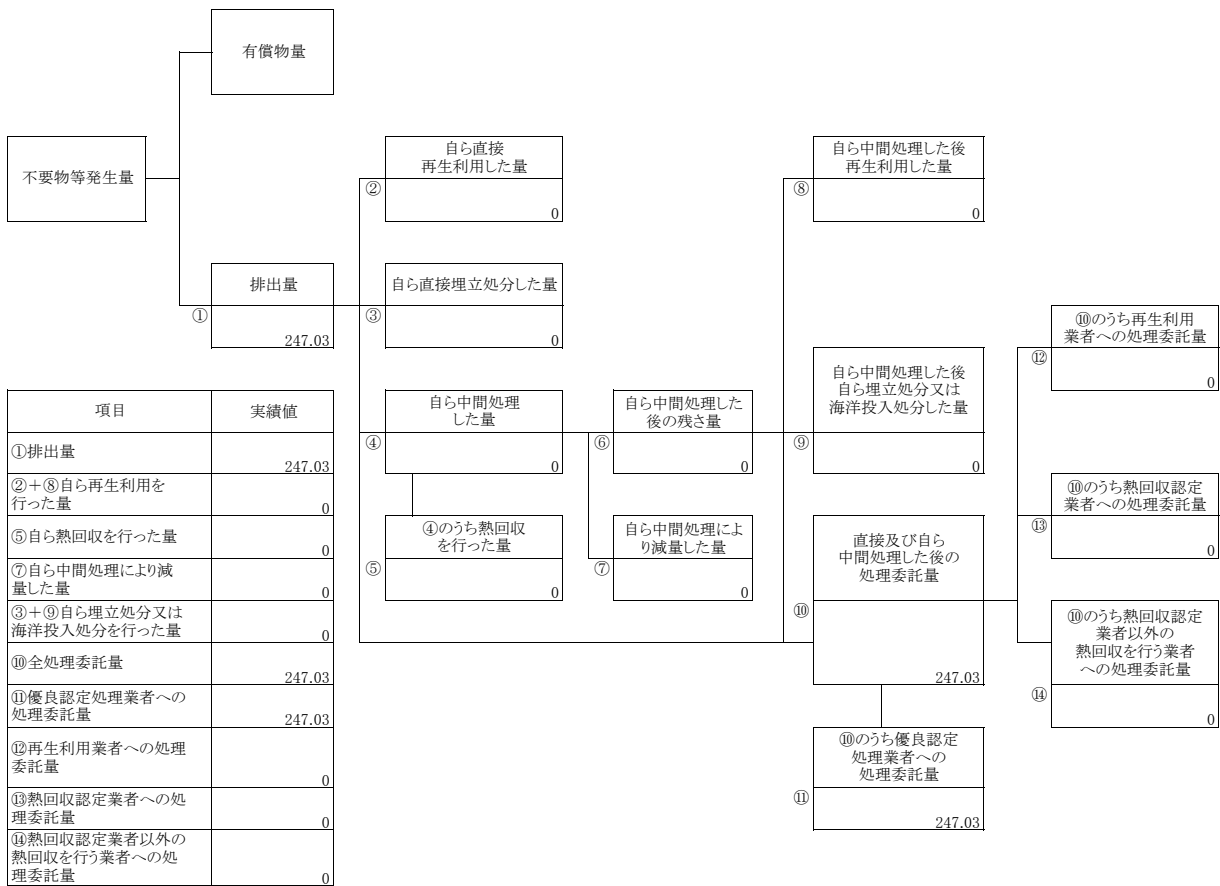 有償物量
不要物等発生量
排出量
①
247.03
自ら直接
再生利用した量
②
0
自ら直接埋立処分した量
③
0
自ら中間処理
した量
④
0
④のうち熱回収
を行った量
⑤
0
自ら中間処理した
後の残さ量
⑥
0
自ら中間処理によ
り減量した量
⑦
0
自ら中間処理した後
再生利用した量
⑧
0
自ら中間処理した後
自ら埋立処分又は
海洋投入処分した量
⑨
0
直接及び自ら
中間処理した後の
処理委託量
⑩
247.03
⑩のうち優良認定
処理業者への
処理委託量
⑪
247.03
⑩のうち再生利用
業者への処理委託量
⑫
0
⑩のうち熱回収認定
業者への処理委託量
⑬
0
⑩のうち熱回収認定
業者以外の
熱回収を行う業者
への処理委託量
⑭
0
項目 実績値
①排出量
247.03
②+⑧自ら再生利用を
行った量
0
⑤自ら熱回収を行った量
0
⑦自ら中間処理により減
量した量
0
③+⑨自ら埋立処分又は
海洋投入処分を行った量
0
⑩全処理委託量
247.03
⑪優良認定処理業者への
処理委託量
247.03
⑫再生利用業者への処理
委託量
0
⑬熱回収認定業者への処
理委託量
0
⑭熱回収認定業者以外の
熱回収を行う業者への処
理委託量
0